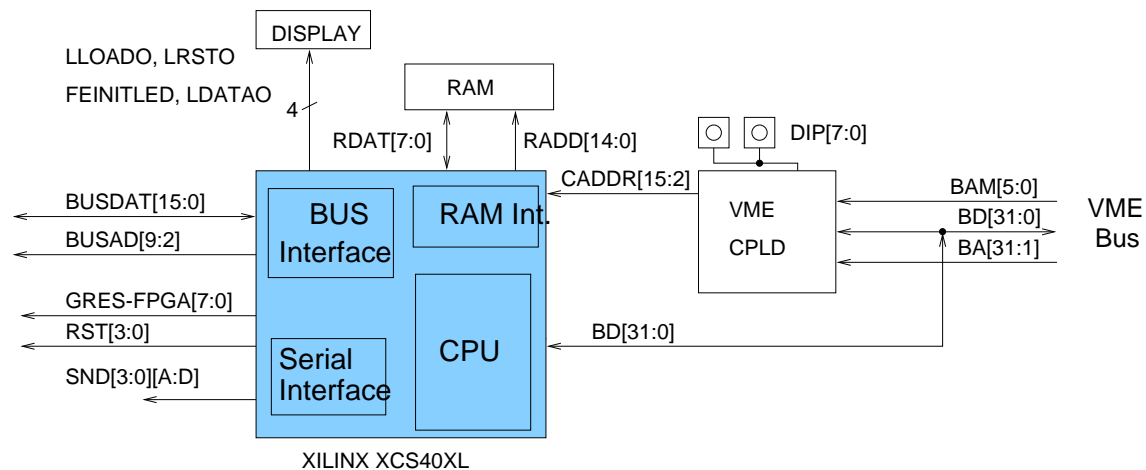 DISPLAY
LLOADO, LRSTO
FEINITLED, LDATAO
4
RAM
RDAT[7:0]
RADD[14:0]
DIP[7:0]
CADDR[15:2]
BUSDAT[15:0]
BUSAD[9:2]
BUS
Interface
RAM Int.
VME
CPLD
BAM[5:0]
BD[31:0]
BA[31:1]
VME
Bus
GRES-FPGA[7:0]
RST[3:0]
SND[3:0][A:D]
Serial
Interface
CPU
BD[31:0]
XILINX XCS40XL